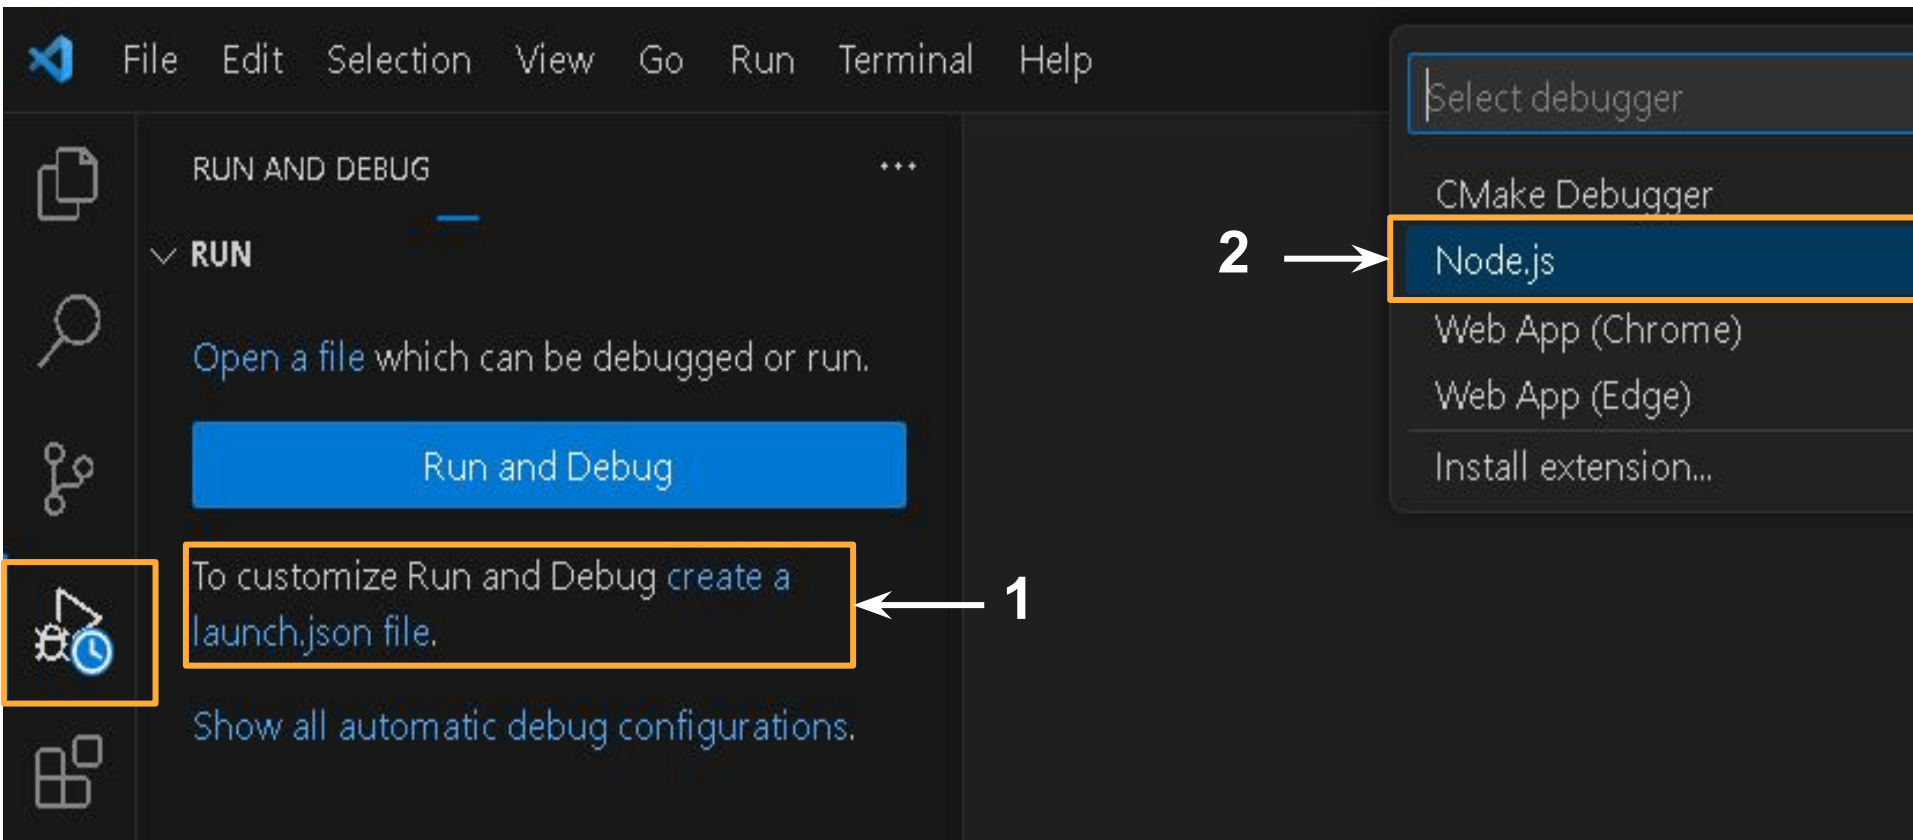 File Edit Selection View Go Run Terminal Help
RUN AND DEBUG ...
RUN
Open a file which can be debugged or run.
Run and Debug
To customize Run and Debug create a
launch.json file.
1
Show all automatic debug configurations.
Select debugger
CMake Debugger
2
Node.js
Web App (Chrome)
Web App (Edge)
Install extension...